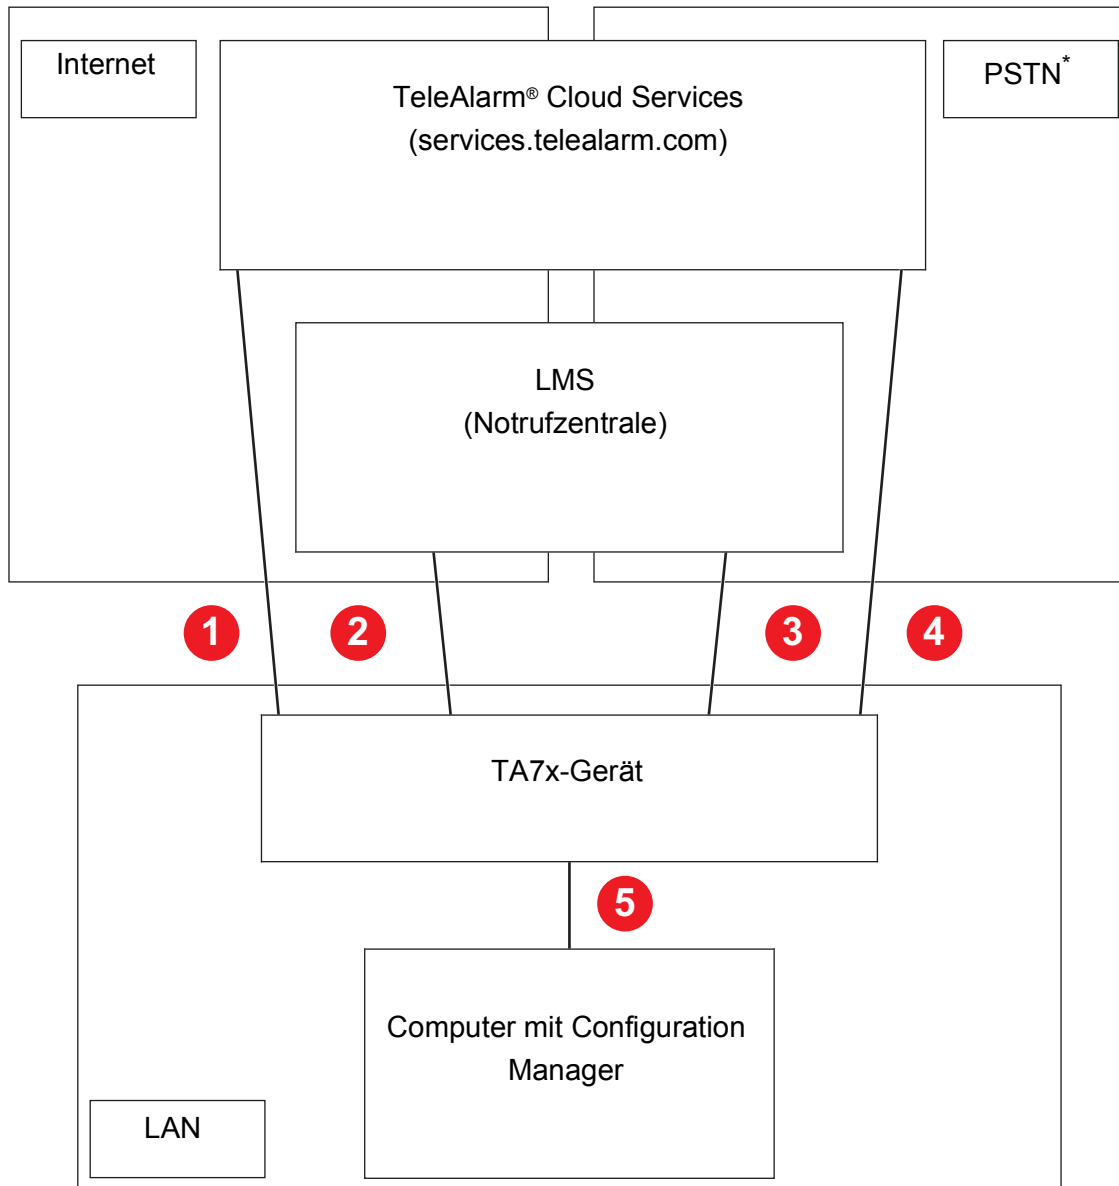 Internet
TeleAlarm® Cloud Services
(services.telealarm.com)
PSTN*
LMS
(Notrufzentrale)
1
2
3
4
TA7x-Gerät
5
Computer mit Configuration
Manager
LAN